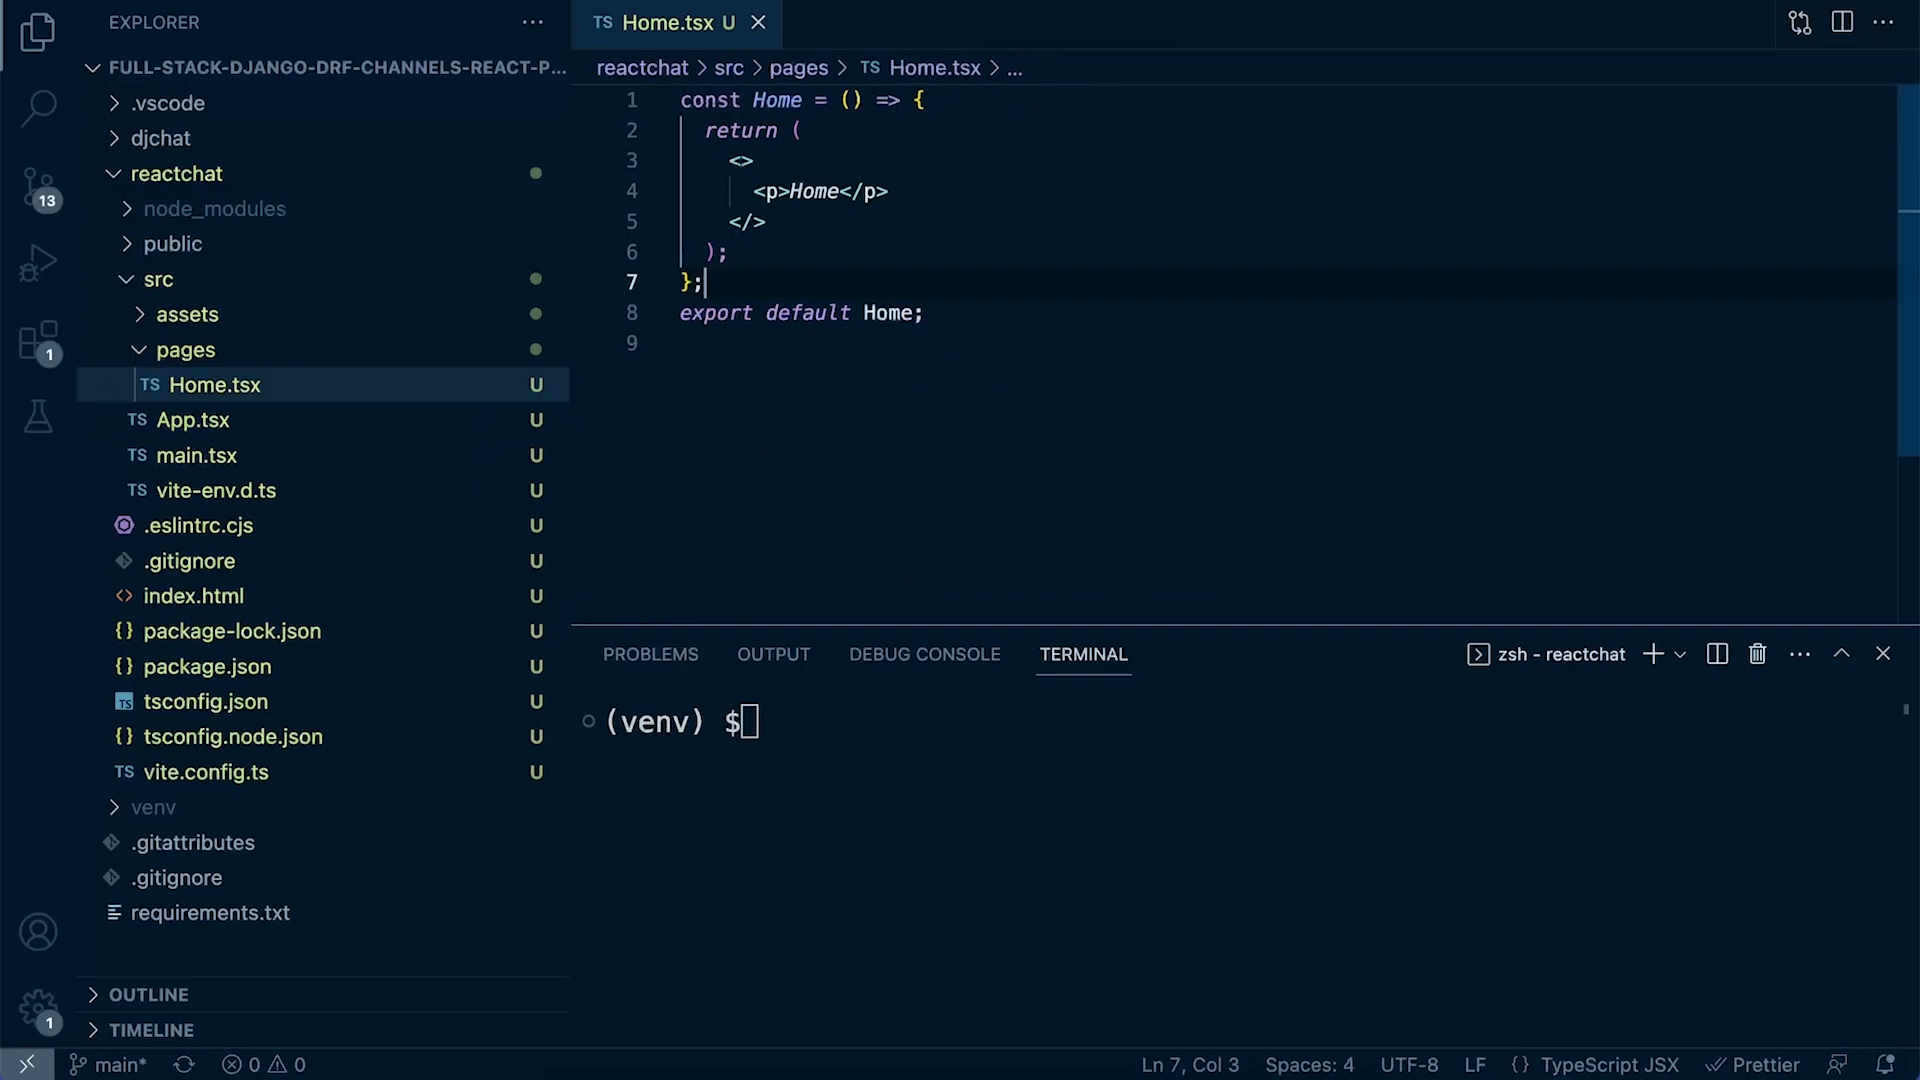 EXPLORER
FULL-STACK-DJANGO-DRF-CHANNELS-REACT-P...
.vscode
djchat
reactchat
node_modules
public
src
assets
pages
TS Home.tsx U
TS App.tsx U
TS main.tsx U
TS vite-env.d.ts U
.eslintrc.cjs U
.gitignore U
<> index.html U
{} package-lock.json U
{} package.json U
TS tsconfig.json U
{} tsconfig.node.json U
TS vite.config.ts U
venv
.gitattributes
.gitignore
requirements.txt
OUTLINE
TIMELINE
13
1
1
TS Home.tsx U
reactchat > src > pages > TS Home.tsx > ...
1 const Home = () => {
2 return (
3 <>
4 <p>Home</p>
5 </>
6 );
7 };
8 export default Home;
9
PROBLEMS OUTPUT DEBUG CONSOLE TERMINAL zsh - reactchat
(venv) $
main* 0 0 Ln 7, Col 3 Spaces: 4 UTF-8 LF {} TypeScript JSX Prettier